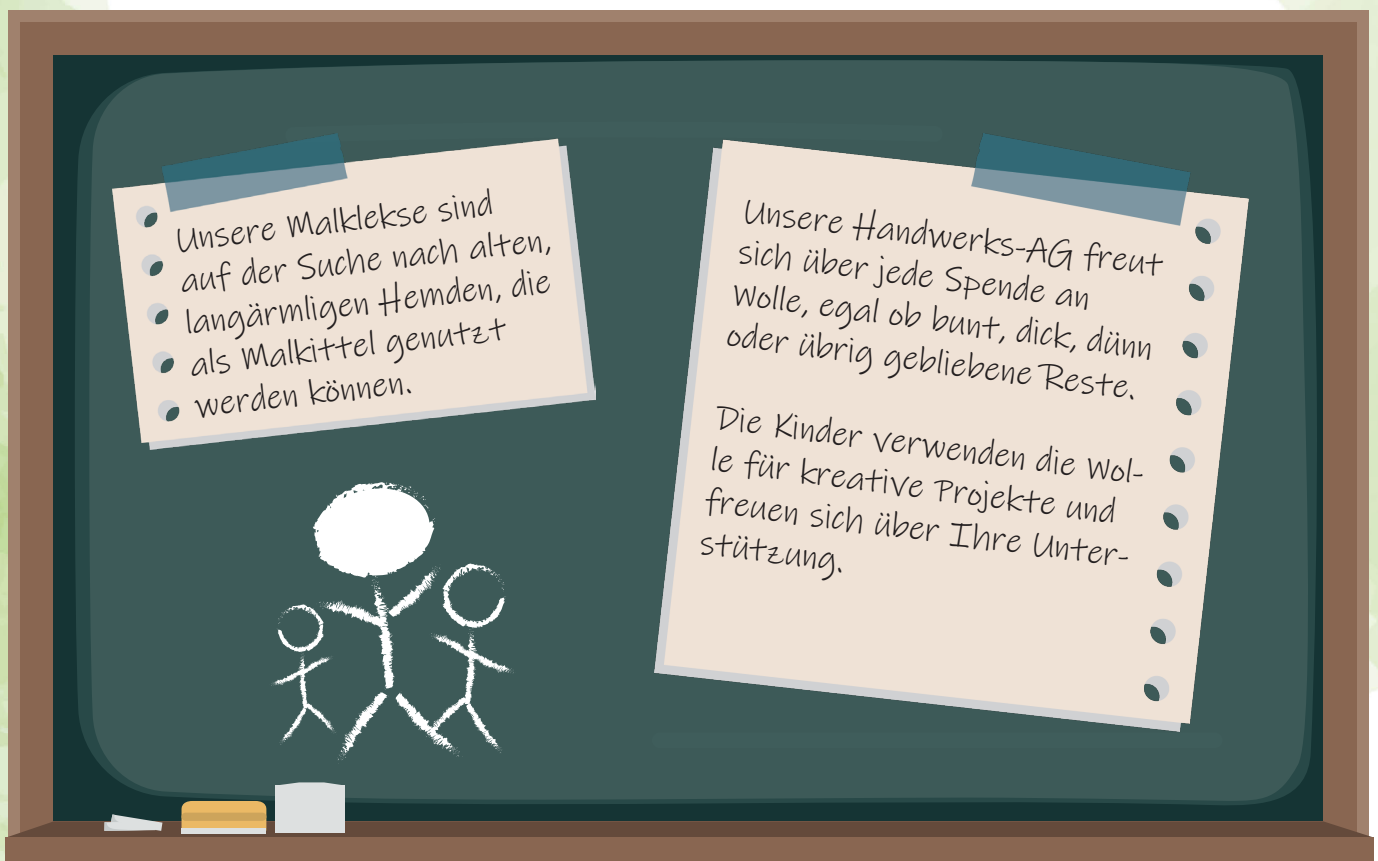 Unsere Malklekse sind
auf der Suche nach alten,
langärmligen Hemden, die
als Malkittel genutzt
werden können.
Unsere Handwerks-AG freut
sich über jede Spende an
Wolle, egal ob bunt, dick, dünn
oder übrig gebliebene Reste.
Die Kinder verwenden die Wol-
le für kreative Projekte und
freuen sich über Ihre Unter-
stützung.